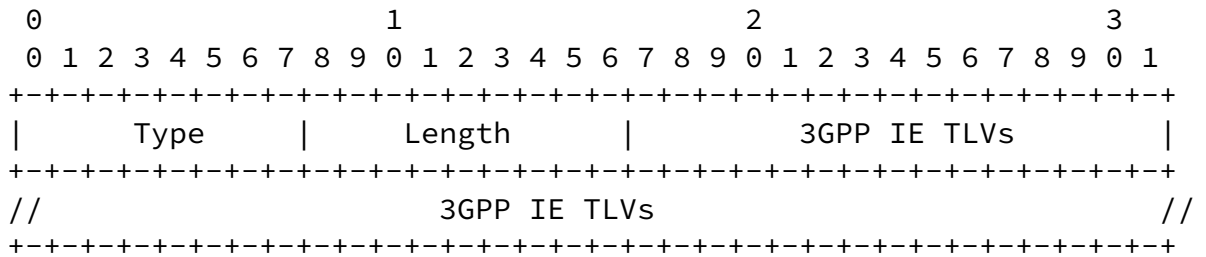 0                   1                   2                   3
 0 1 2 3 4 5 6 7 8 9 0 1 2 3 4 5 6 7 8 9 0 1 2 3 4 5 6 7 8 9 0 1
+-+-+-+-+-+-+-+-+-+-+-+-+-+-+-+-+-+-+-+-+-+-+-+-+-+-+-+-+-+-+-+-+
|      Type     |     Length      |         3GPP IE TLVs        |
+-+-+-+-+-+-+-+-+-+-+-+-+-+-+-+-+-+-+-+-+-+-+-+-+-+-+-+-+-+-+-+-+
//                      3GPP IE TLVs                            //
+-+-+-+-+-+-+-+-+-+-+-+-+-+-+-+-+-+-+-+-+-+-+-+-+-+-+-+-+-+-+-+-+